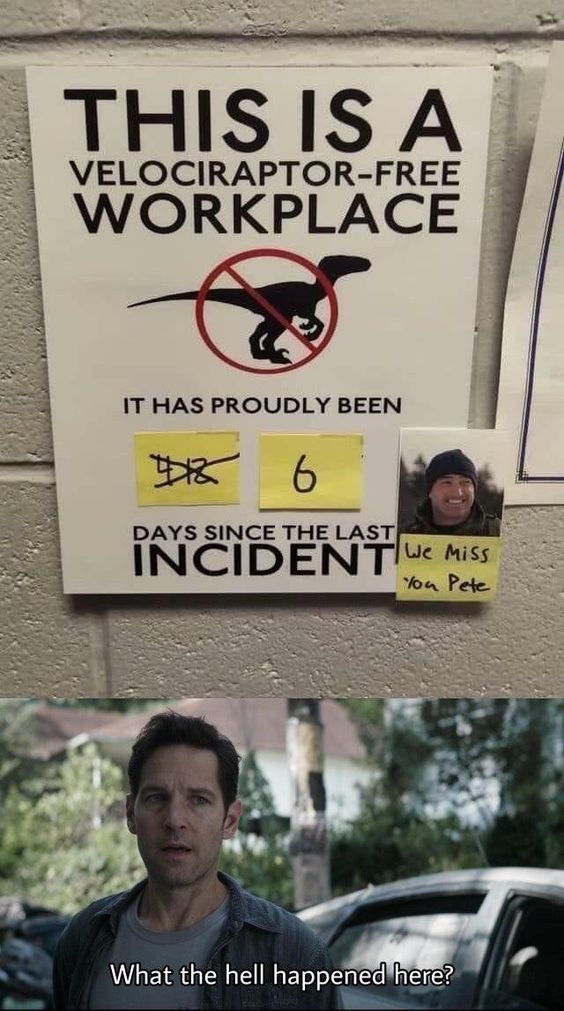 THIS IS A
VELOCIRAPTOR-FREE
WORKPLACE
IT HAS PROUDLY BEEN
412 6
DAYS SINCE THE LAST
INCIDENT
We Miss
You Pete
What the hell happened here?